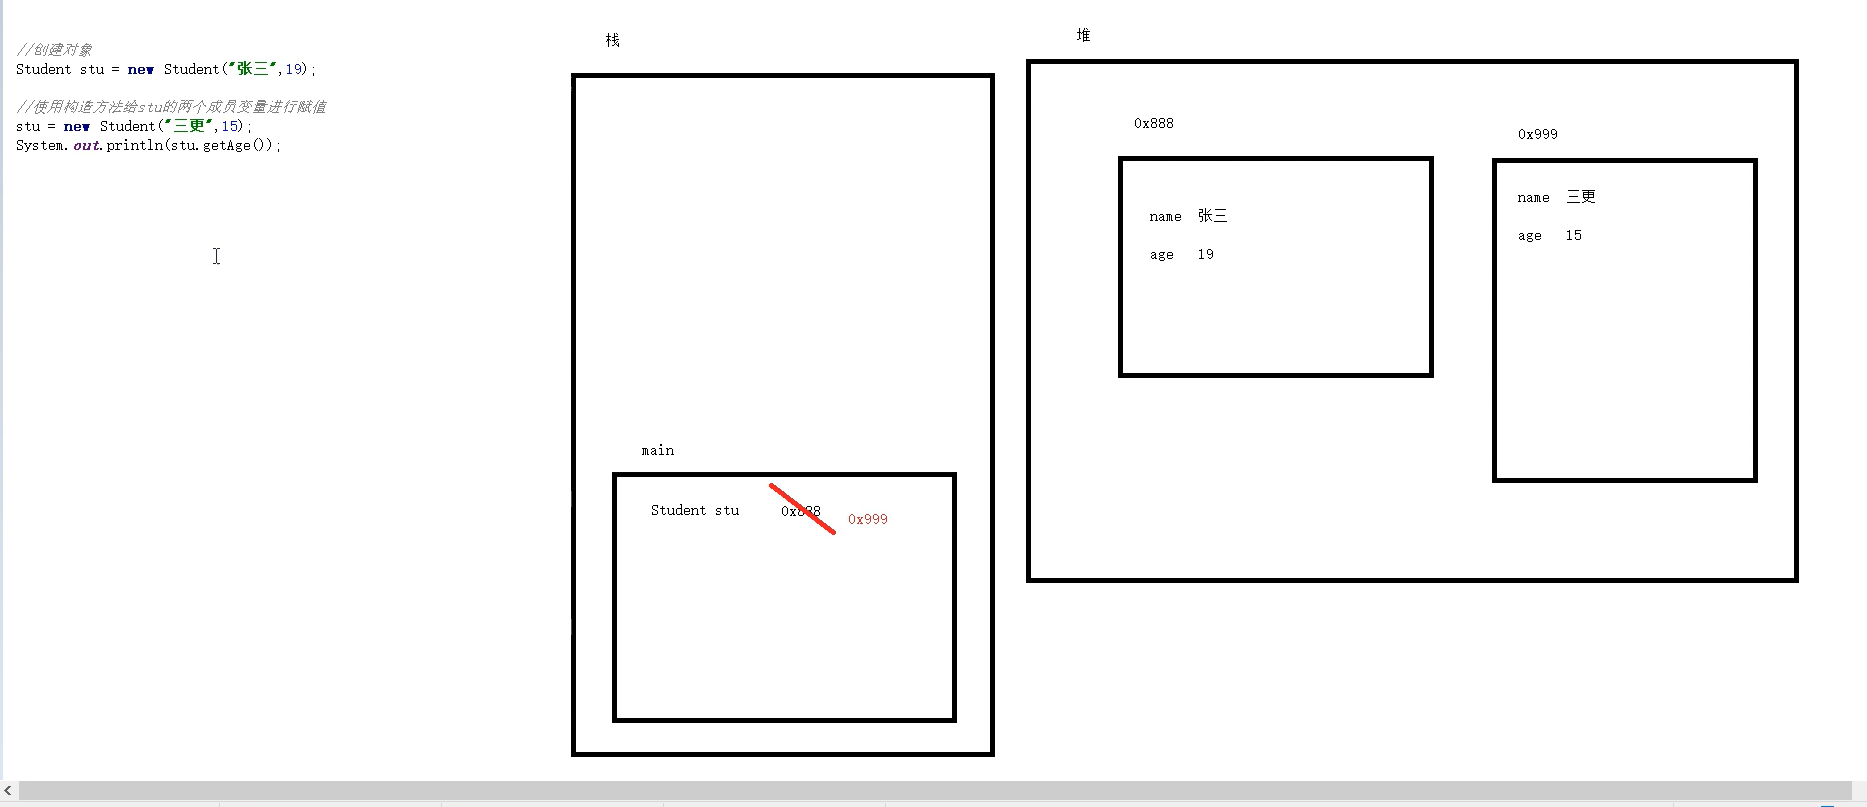 //创建对象
Student stu = new Student("张三",19);
//使用构造方法给stu的两个成员变量进行赋值
stu = new Student("三更",15);
System.out.println(stu.getAge());
栈
main
Student stu 0x888 0x999
堆
0x888
name 张三
age 19
0x999
name 三更
age 15